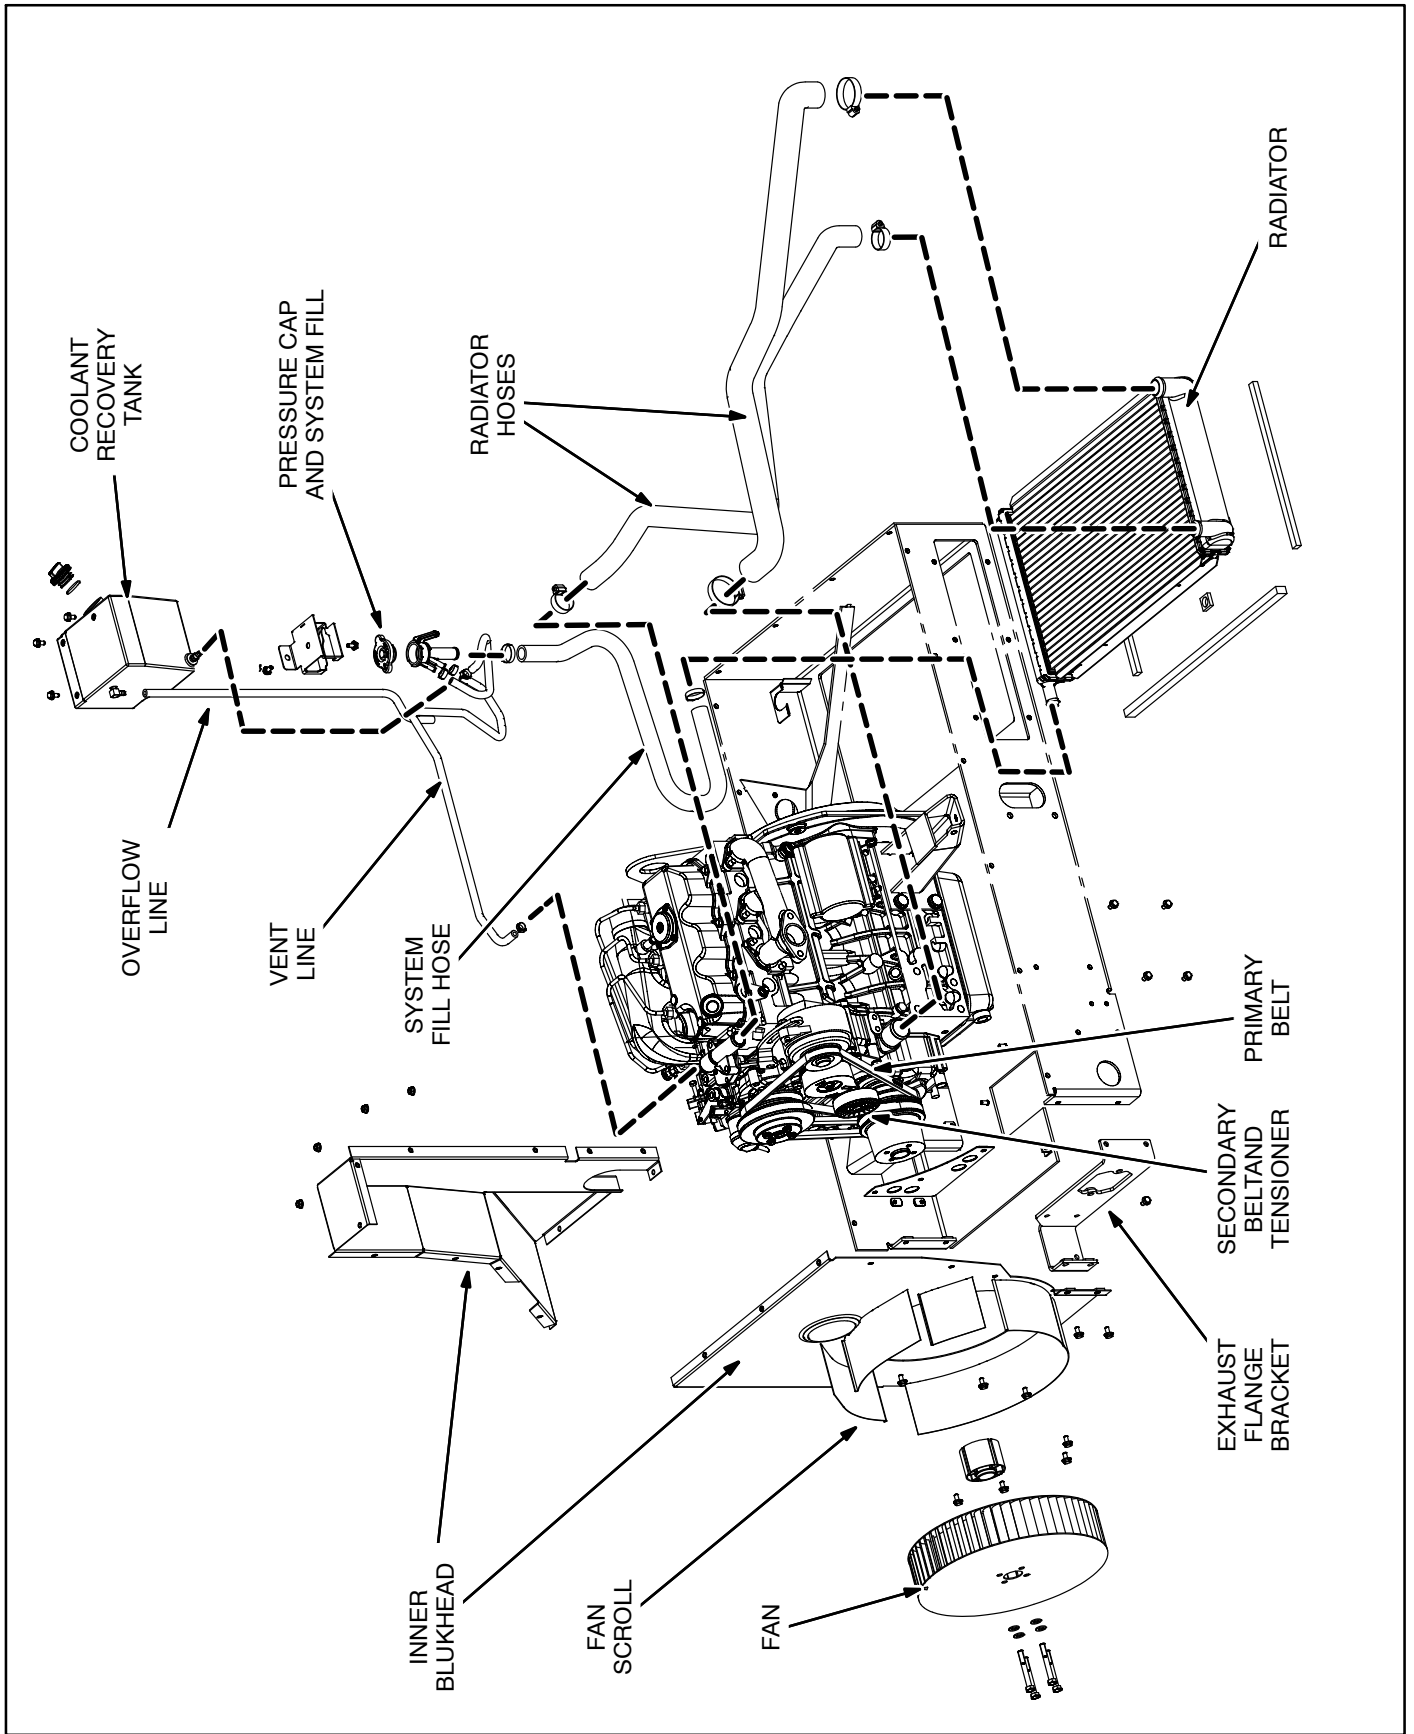 COOLANT
RECOVERY
TANK
PRESSURE CAP
AND SYSTEM FILL
RADIATOR
HOSES
RADIATOR
OVERFLOW
LINE
VENT
LINE
SYSTEM
FILL HOSE
PRIMARY
BELT
SECONDARY
BELTAND
TENSIONER
EXHAUST
FLANGE
BRACKET
INNER
BLUKHEAD
FAN
SCROLL
FAN